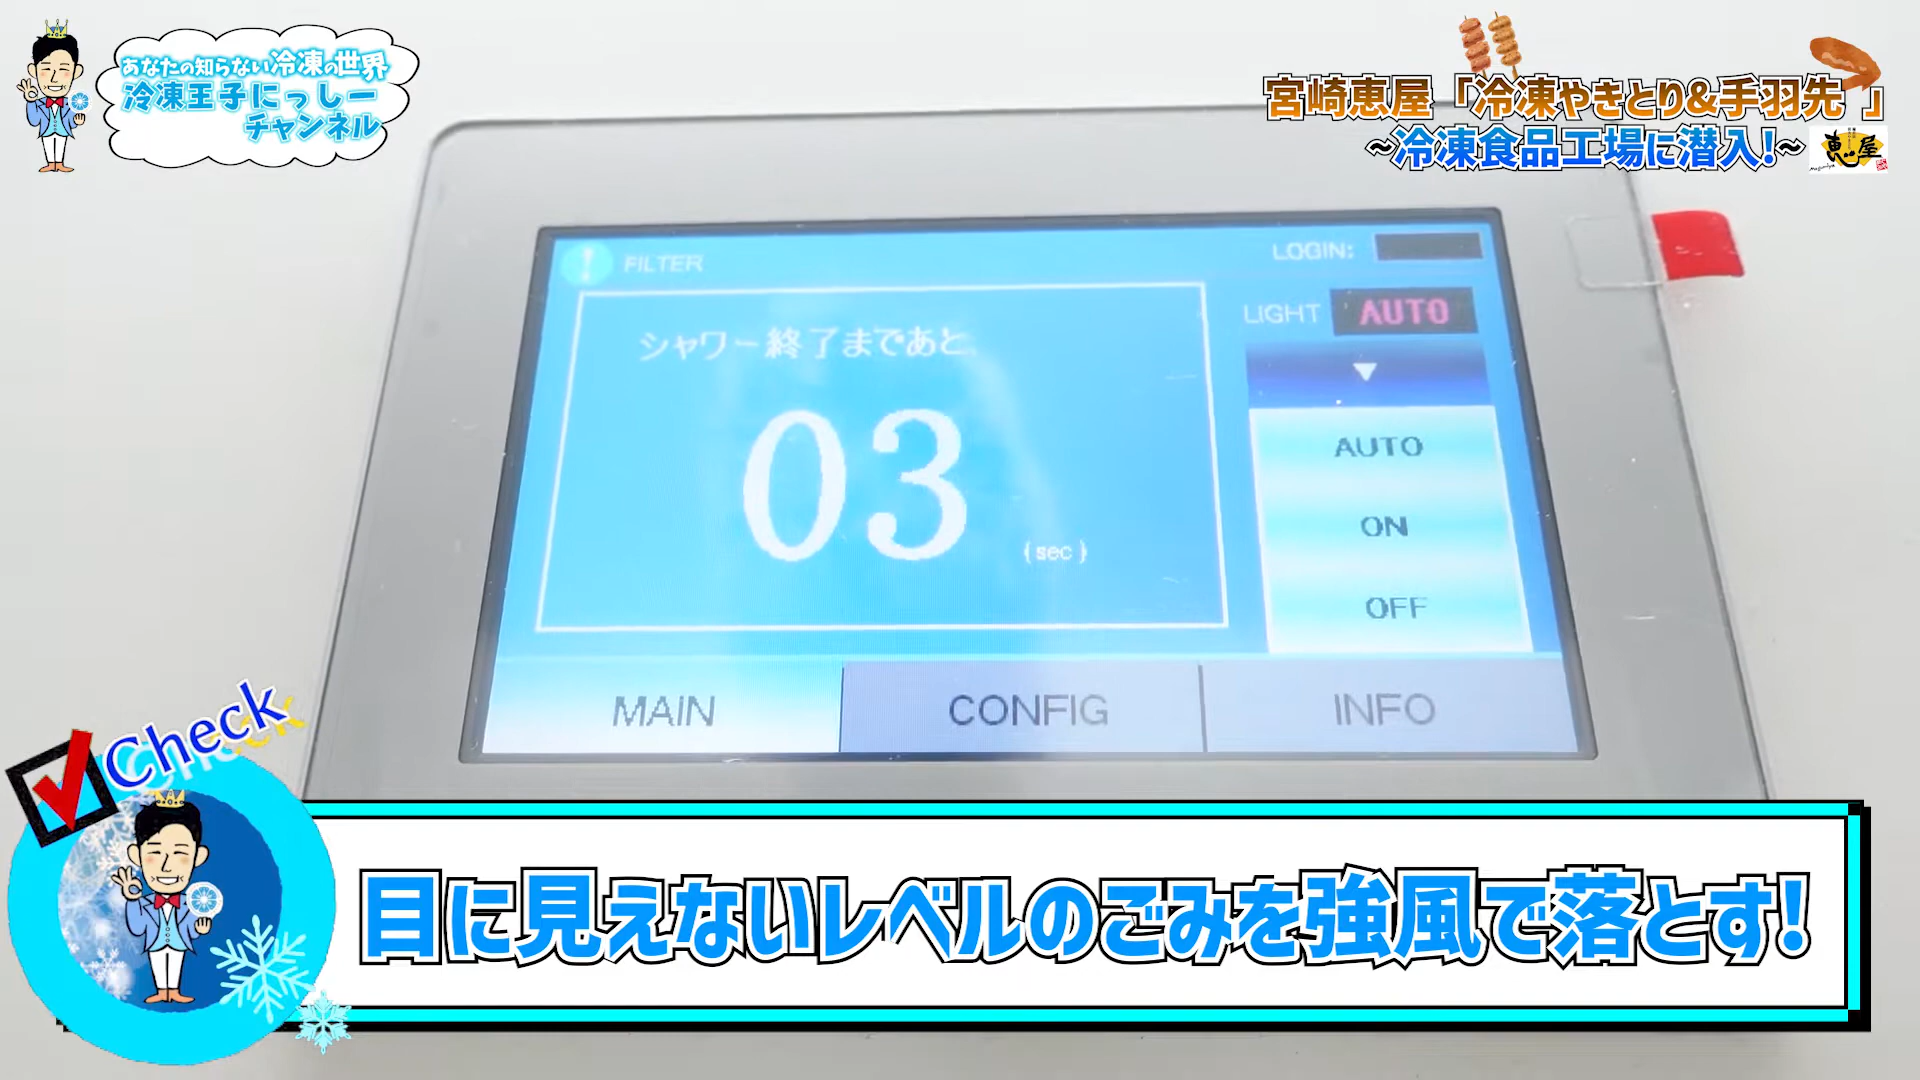 あなたの知らない冷凍の世界
冷凍王子にっしー
チャンネル
宮崎恵屋「冷凍やきとり&手羽先 」
~冷凍食品工場に潜入!~
恵屋
FILTER
LOGIN:
シャワー終了まであと
03
(sec)
LIGHT AUTO
▼
AUTO
ON
OFF
MAIN
CONFIG
INFO
Check
目に見えないレベルのごみを強風で落とす!